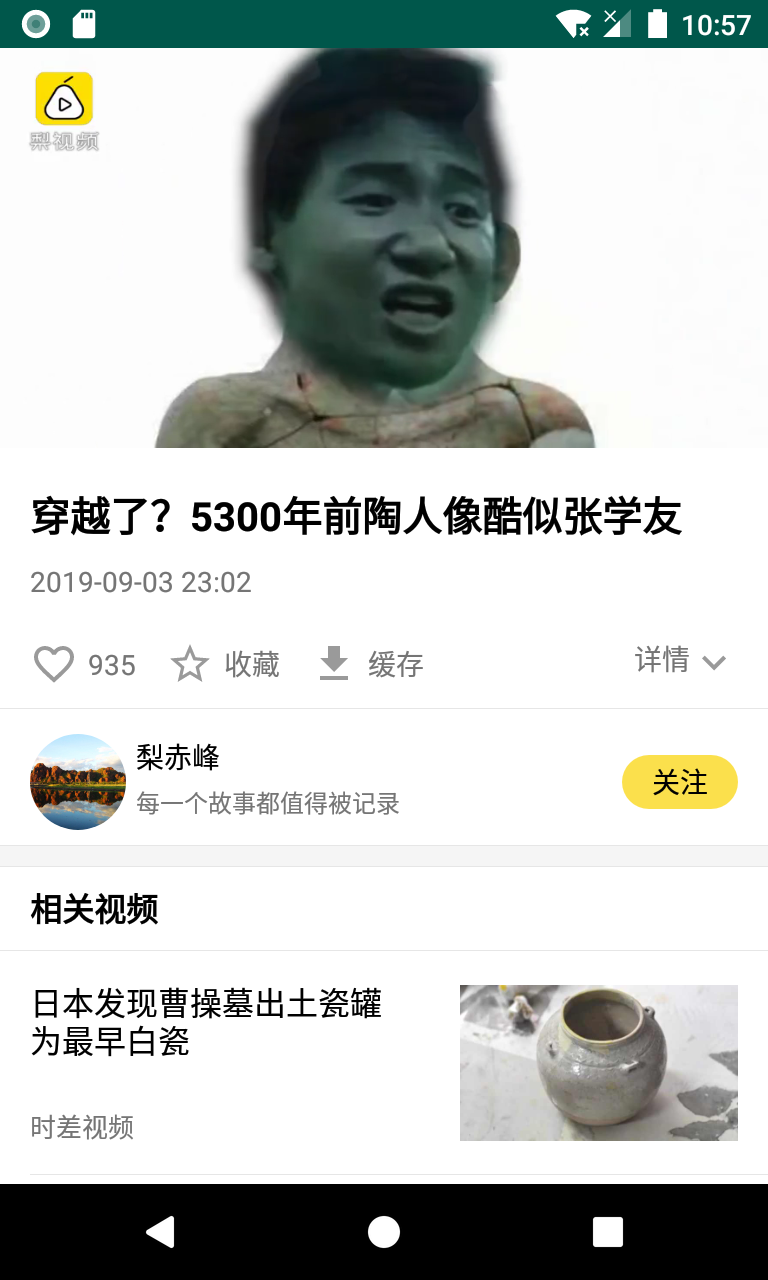 10:57
梨视频
穿越了？5300年前陶人像酷似张学友
2019-09-03 23:02
935 收藏 缓存 详情
梨赤峰
每一个故事都值得被记录
关注
相关视频
日本发现曹操墓出土瓷罐
为最早白瓷
时差视频